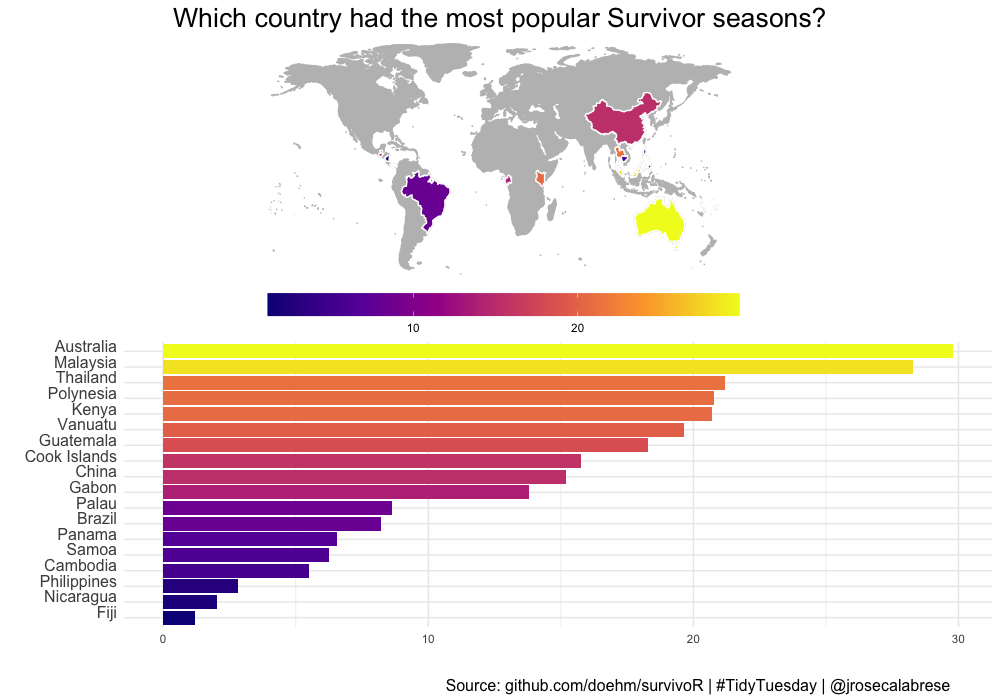 Which country had the most popular Survivor seasons?
10 20
Australia
Malaysia
Thailand
Polynesia
Kenya
Vanuatu
Guatemala
Cook Islands
China
Gabon
Palau
Brazil
Panama
Samoa
Cambodia
Philippines
Nicaragua
Fiji
0 10 20 30
Source: github.com/doehm/survivoR | #TidyTuesday | @jrosecalabrese